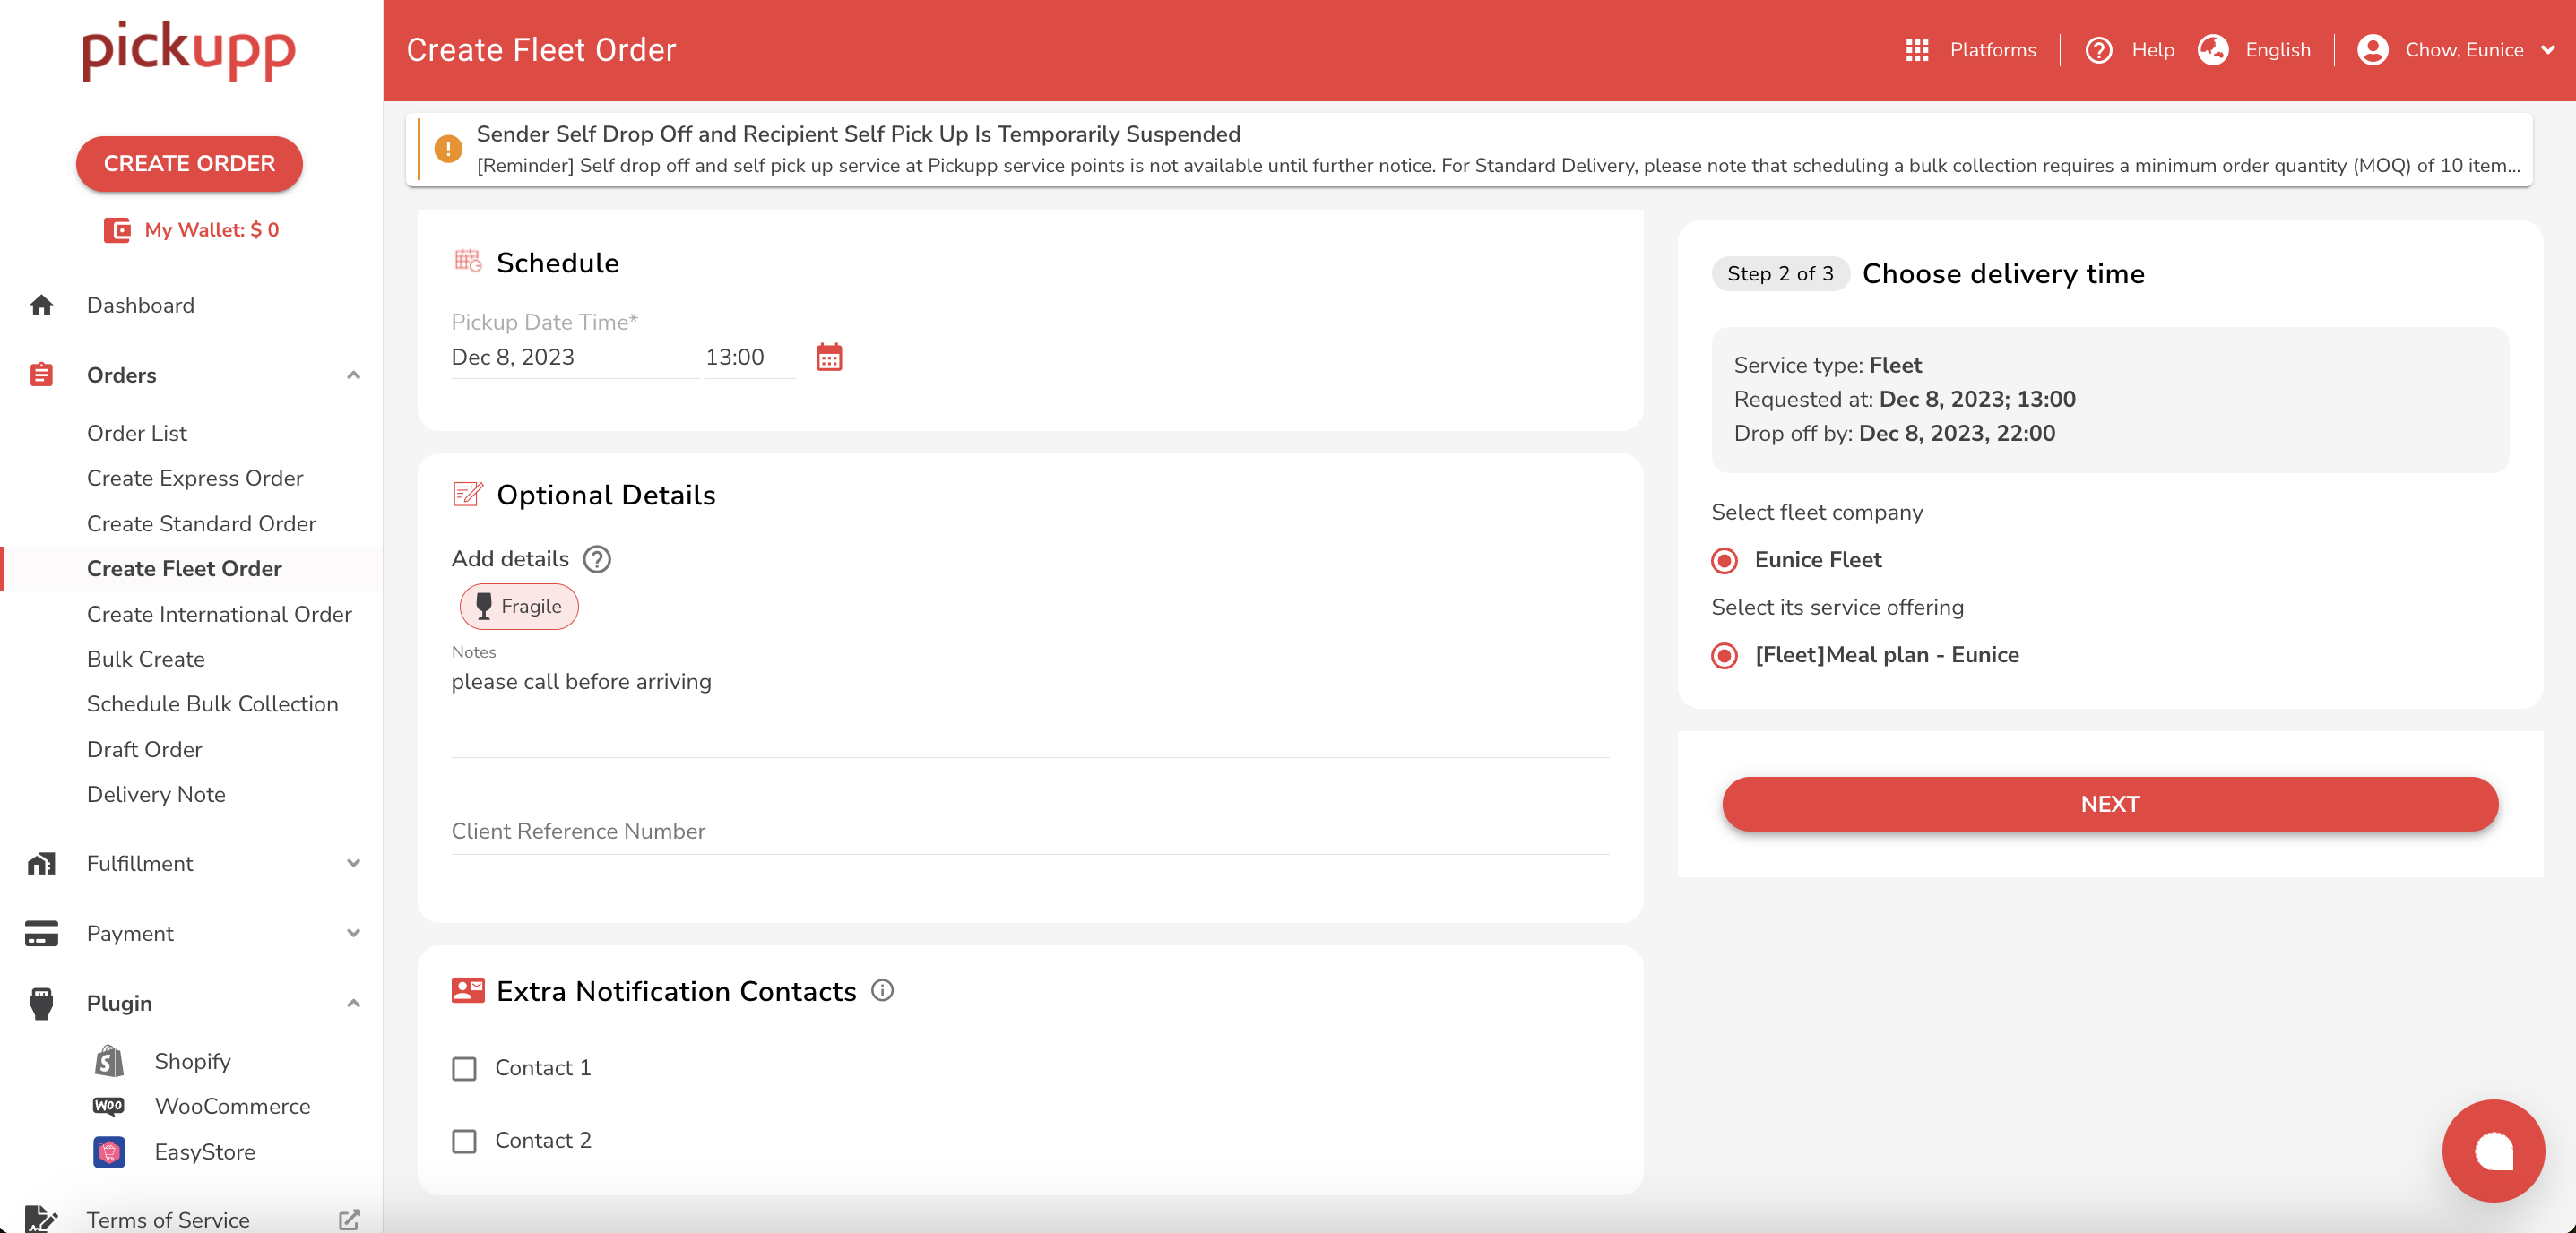 pickupp
CREATE ORDER
My Wallet: $ 0
Dashboard
Orders
Order List
Create Express Order
Create Standard Order
Create Fleet Order
Create International Order
Bulk Create
Schedule Bulk Collection
Draft Order
Delivery Note
Fulfillment
Payment
Plugin
Shopify
WOO WooCommerce
EasyStore
Terms of Service
Create Fleet Order
Platforms
Help
English
Chow, Eunice
Sender Self Drop Off and Recipient Self Pick Up Is Temporarily Suspended
[Reminder] Self drop off and self pick up service at Pickupp service points is not available until further notice. For Standard Delivery, please note that scheduling a bulk collection requires a minimum order quantity (MOQ) of 10 item...
Schedule
Pickup Date Time*
Dec 8, 2023 13:00
Optional Details
Add details
Fragile
Notes
please call before arriving
Client Reference Number
Extra Notification Contacts
Contact 1
Contact 2
Step 2 of 3 Choose delivery time
Service type: Fleet
Requested at: Dec 8, 2023; 13:00
Drop off by: Dec 8, 2023, 22:00
Select fleet company
Eunice Fleet
Select its service offering
[Fleet]Meal plan - Eunice
NEXT